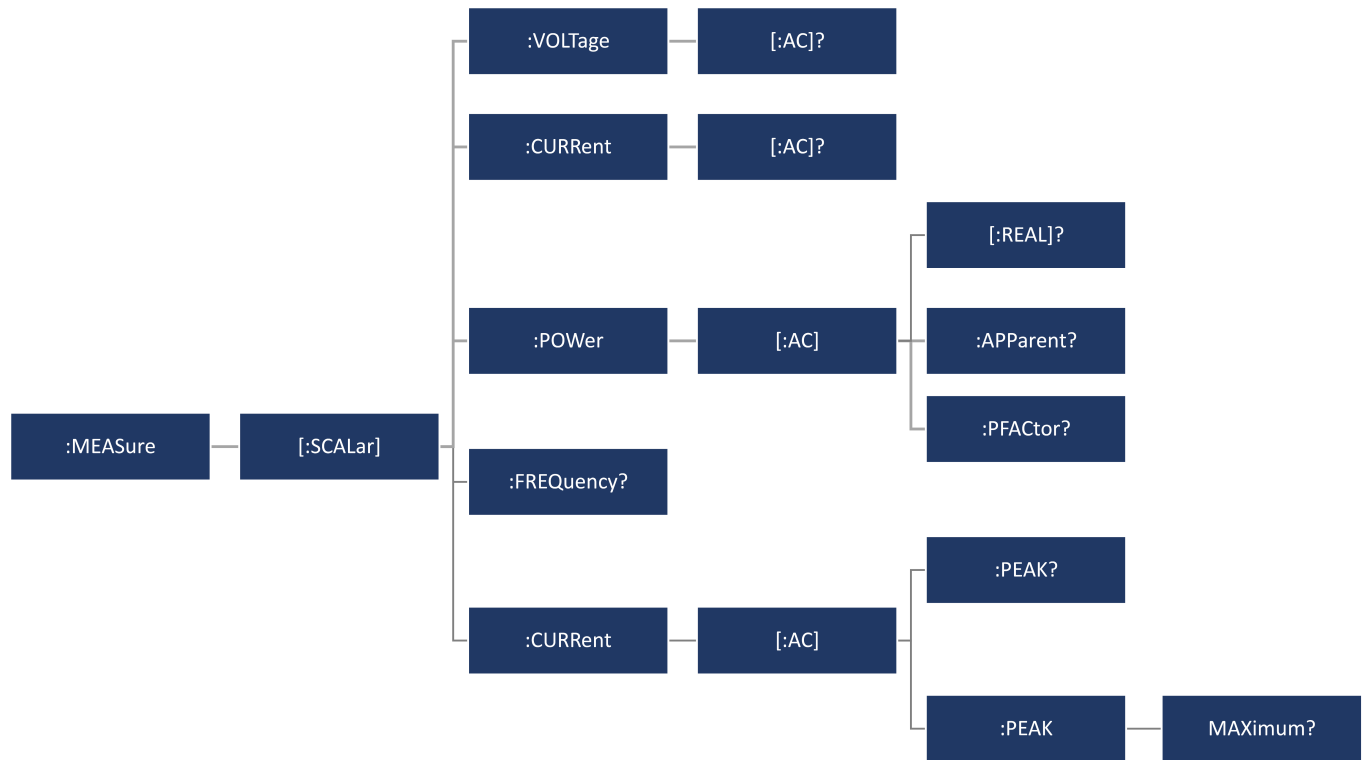 :MEASure
[:SCALar]
:VOLTage
[:AC]?
:CURRent
[:AC]?
:POWer
[:AC]
[:REAL]?
:APParent?
:PFACtor?
:FREQuency?
:CURRent
[:AC]
:PEAK?
:PEAK
MAXimum?